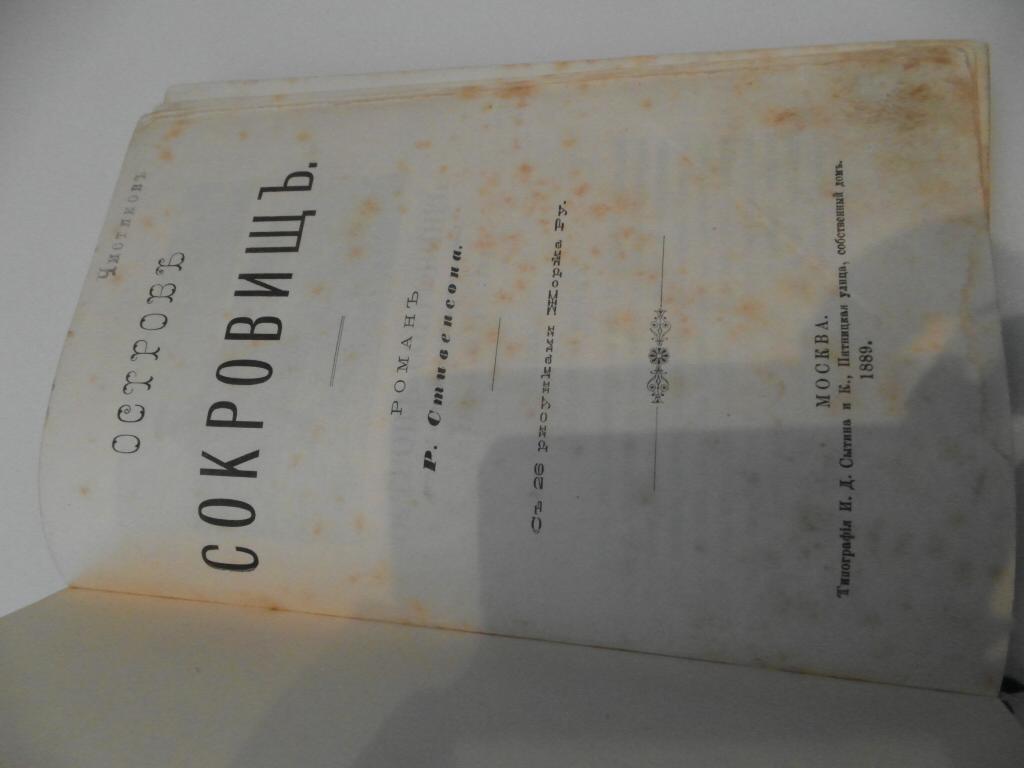 Чистяковъ
ОСТРОВЪ
СОКРОВИЩЪ.
РОМАНЪ
Р. Стивенсона.
Съ 26 рисунками Жоржа Ру.
МОСКВА.
Типографія И. Д. Сытина и К., Пятницкая улица, собственный домъ.
1889.